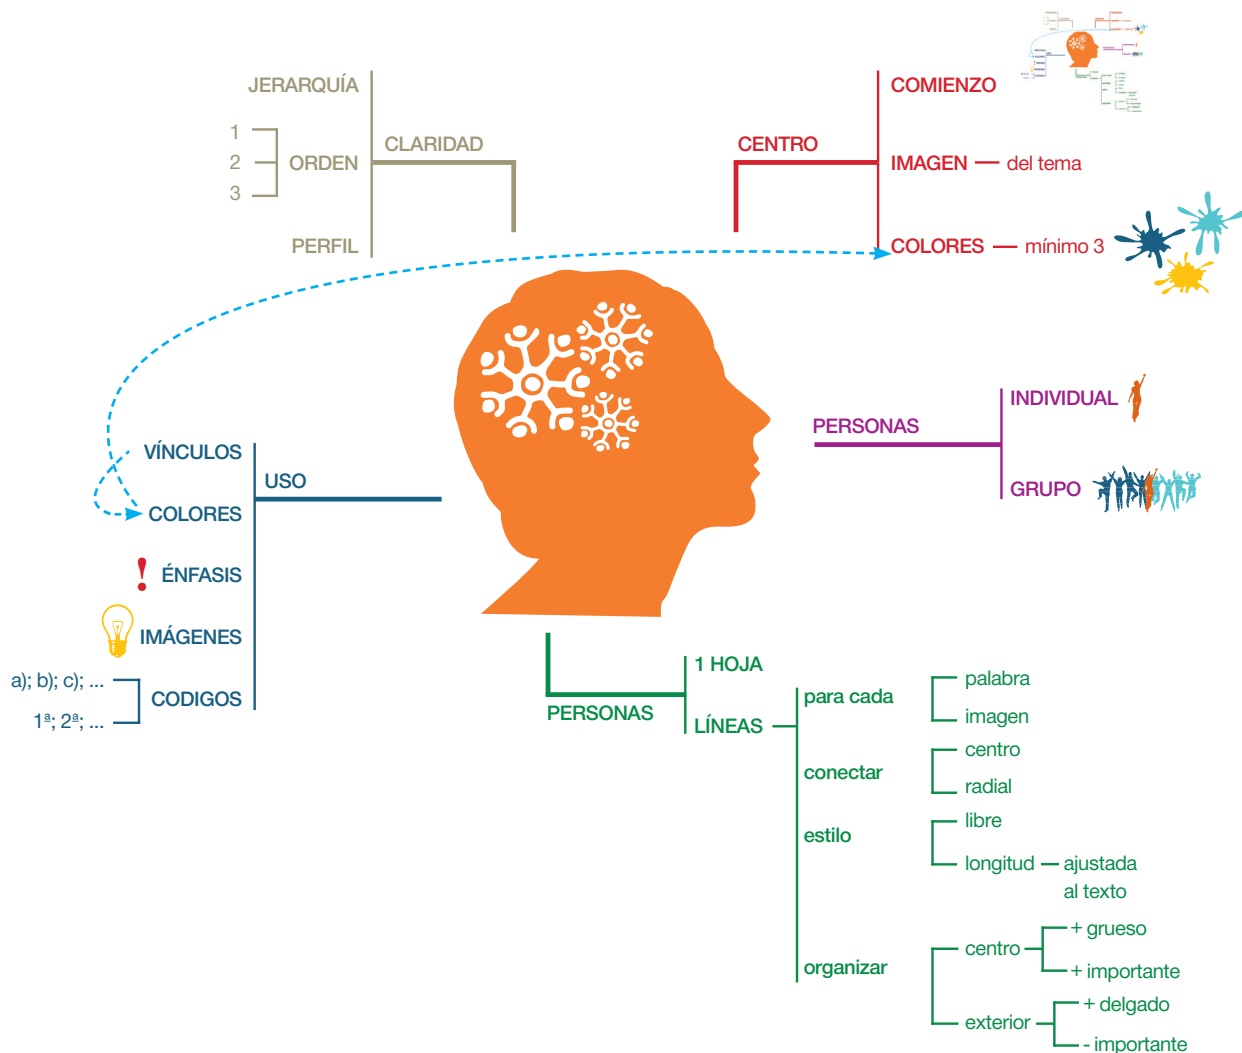 JERARQUÍA
1
2
3
ORDEN
PERFIL
CLARIDAD
CENTRO
COMIENZO
IMAGEN
del tema
COLORES
mínimo 3
PERSONAS
INDIVIDUAL
GRUPO
USO
VÍNCULOS
COLORES
! ÉNFASIS
IMÁGENES
CODIGOS
a); b); c); ...
1ª; 2ª; ...
PERSONAS
1 HOJA
LÍNEAS
para cada
palabra
imagen
conectar
centro
radial
estilo
libre
longitud
ajustada
al texto
organizar
centro
+ grueso
+ importante
exterior
+ delgado
- importante